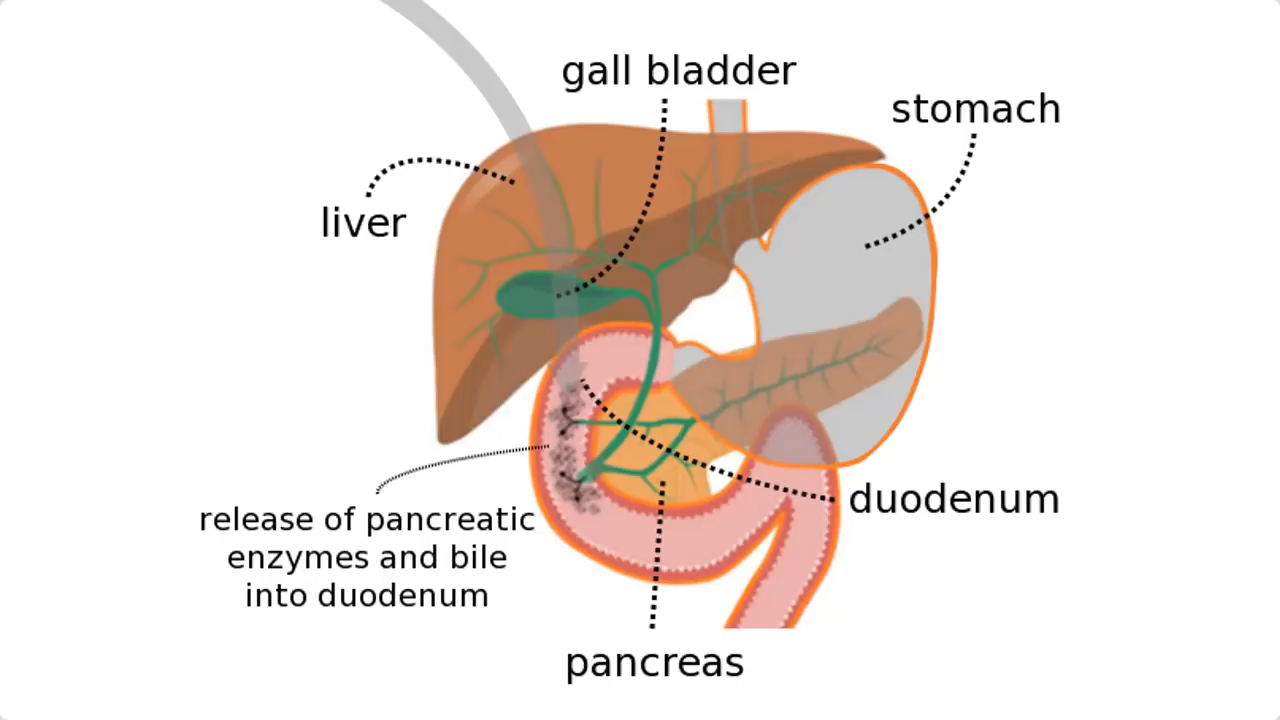 gall bladder
stomach
liver
duodenum
release of pancreatic
enzymes and bile
into duodenum
pancreas